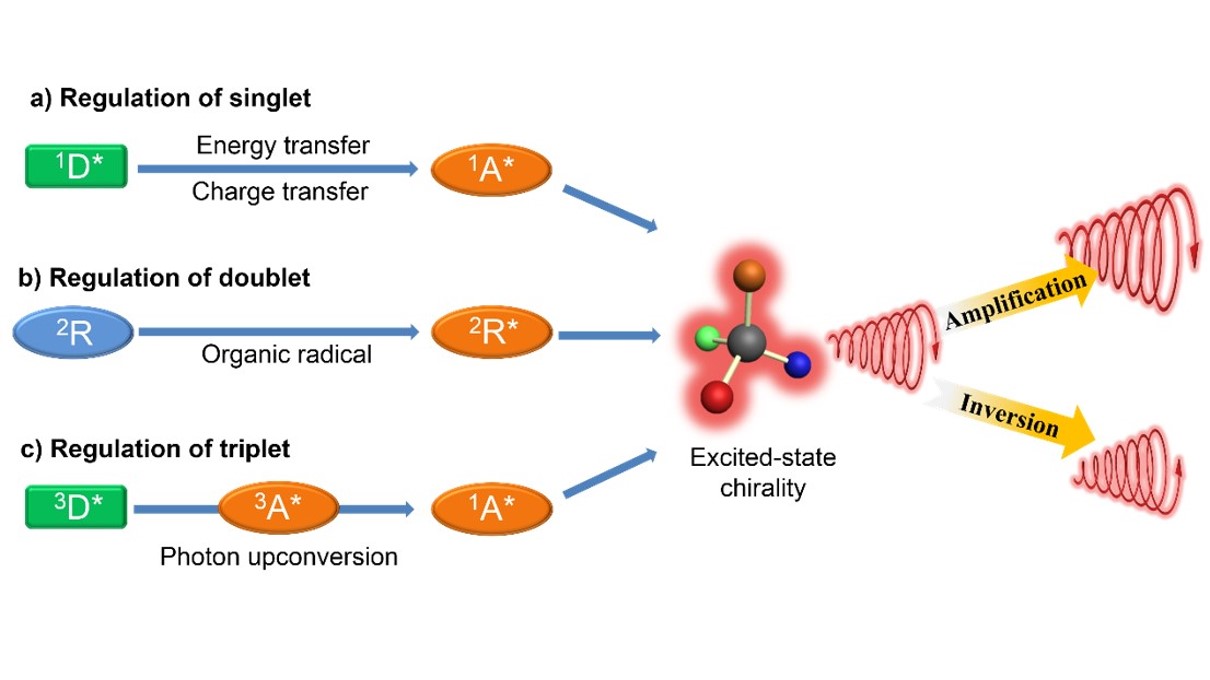 a) Regulation of singlet
¹D*
Energy transfer
Charge transfer
¹A*
b) Regulation of doublet
²R
Organic radical
²R*
c) Regulation of triplet
³D*
³A*
Photon upconversion
¹A*
Excited-state
chirality
Amplification
Inversion